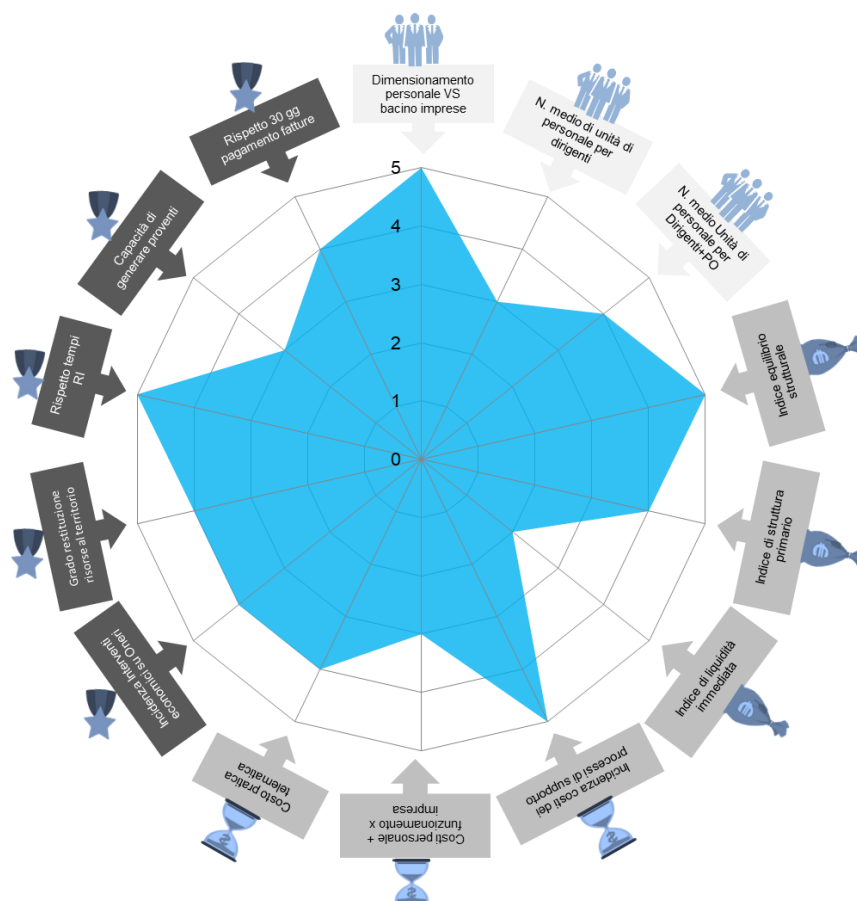 Dimensionamento
personale VS
bacino imprese
N. medio di unità di
personale per
dirigenti
N. medio Unità di
personale per
Dirigenti+PO
Indice equilibrio
strutturale
Indice di struttura
primario
Indice di liquidità
immediata
Incidenza costi dei
processi di supporto
Costi personale +
funzionamento x
impresa
Costo pratica
telematica
Incidenza Interventi
economici su Oneri
Grado restituzione
risorse al territorio
Rispetto tempi
RI
Capacità di
generare proventi
Rispetto 30 gg
pagamento fatture
5
4
3
2
1
0
€
€
€
$
$
$